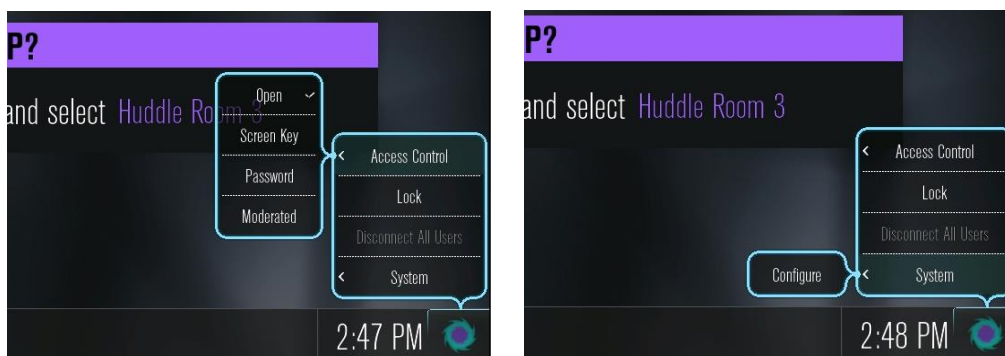 P?
and select Huddle Room 3
Open
Screen Key
Password
Moderated
Access Control
Lock
Disconnect All Users
System
2:47 PM
P?
and select Huddle Room 3
Access Control
Lock
Disconnect All Users
Configure
System
2:48 PM